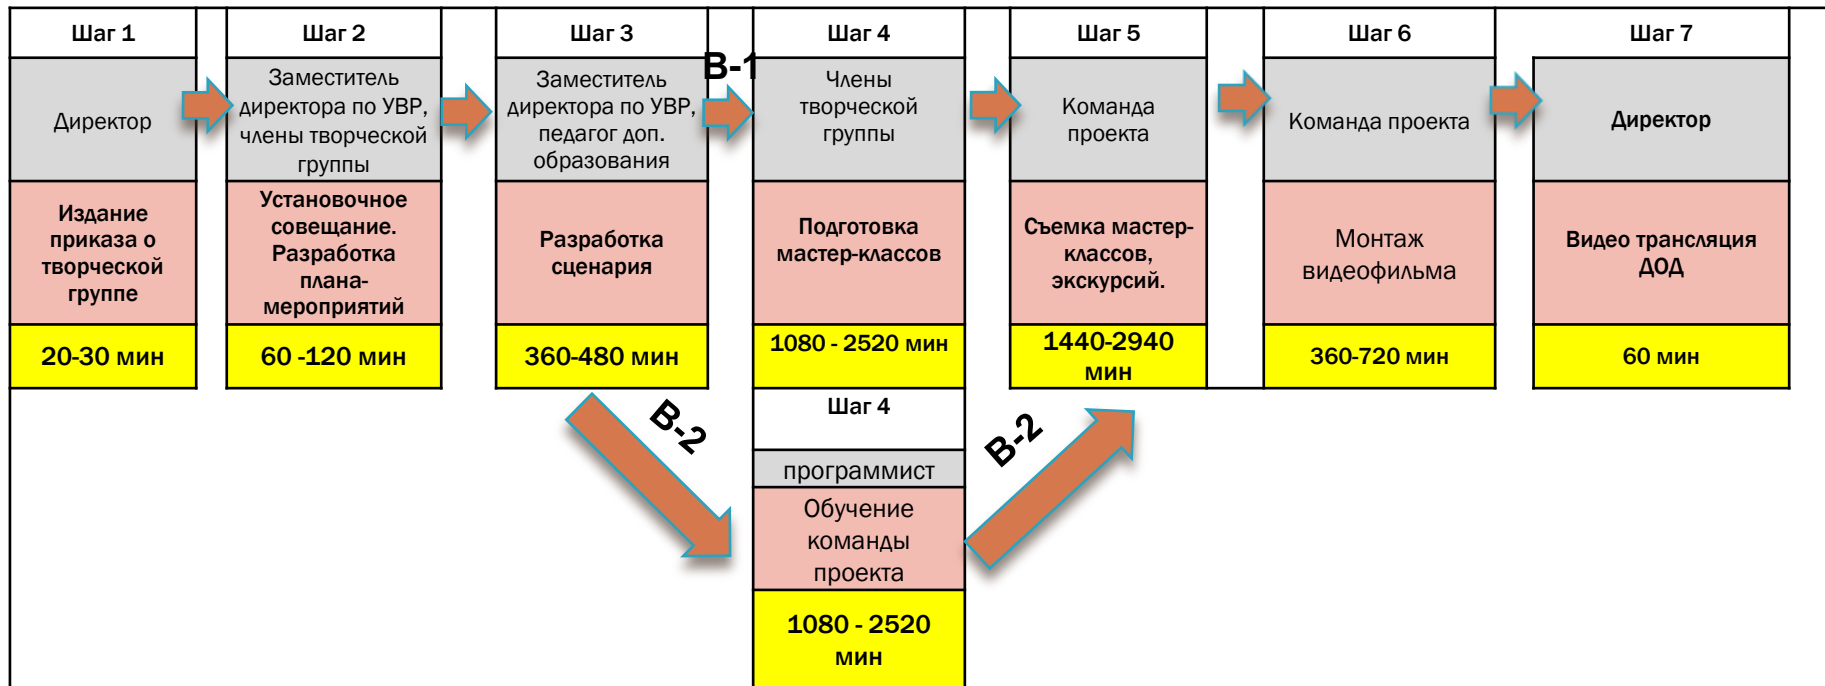 Шаг 1
Директор
Издание
приказа о
творческой
группе
20-30 мин
Шаг 2
Заместитель
директора по УВР,
члены творческой
группы
Установочное
совещание.
Разработка
плана-
мероприятий
60 -120 мин
Шаг 3
Заместитель
директора по УВР,
педагог доп.
образования
Разработка
сценария
360-480 мин
В-1
Шаг 4
Члены
творческой
группы
Подготовка
мастер-классов
1080 - 2520 мин
Шаг 5
Команда
проекта
Съемка мастер-
классов,
экскурсий.
1440-2940
мин
Шаг 6
Команда проекта
Монтаж
видеофильма
360-720 мин
Шаг 7
Директор
Видео трансляция
ДОД
60 мин
В-2
Шаг 4
программист
Обучение
команды
проекта
1080 - 2520
мин
В-2